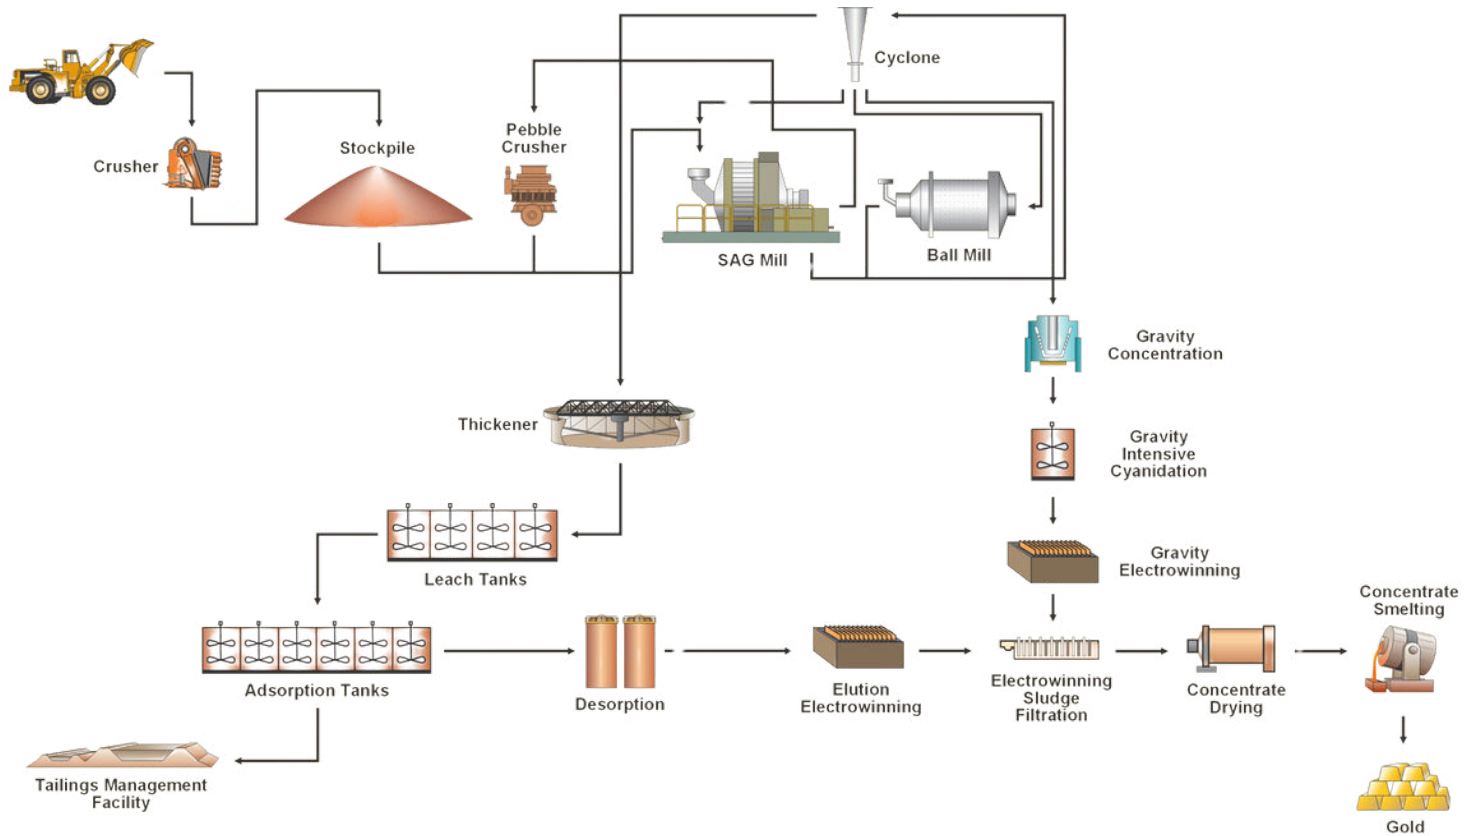 Cyclone
Pebble
Crusher
Stockpile
Crusher
SAG Mill
Ball Mill
Gravity
Concentration
Thickener
Gravity
Intensive
Cyanidation
Gravity
Electrowinning
Leach Tanks
Concentrate
Smelting
Adsorption Tanks
Desorption
Elution
Electrowinning
Electrowinning
Sludge
Filtration
Concentrate
Drying
Tailings Management
Facility
Gold